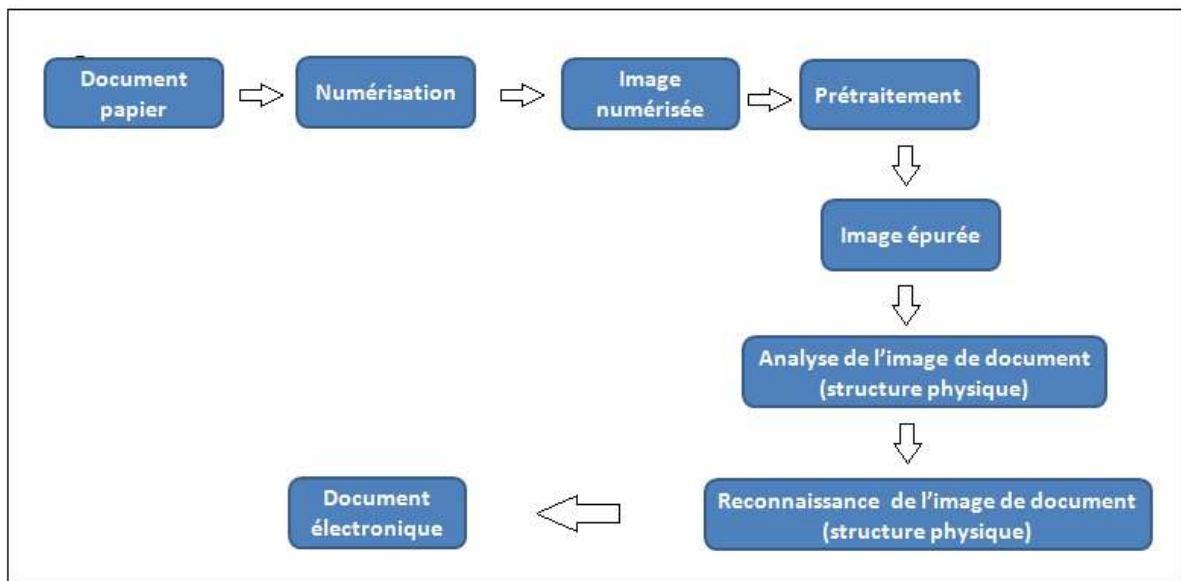 Document
papier
Numérisation
Image
numérisée
Prétraitement
Image épurée
Analyse de l’image de document
(structure physique)
Reconnaissance de l’image de document
(structure physique)
Document
électronique